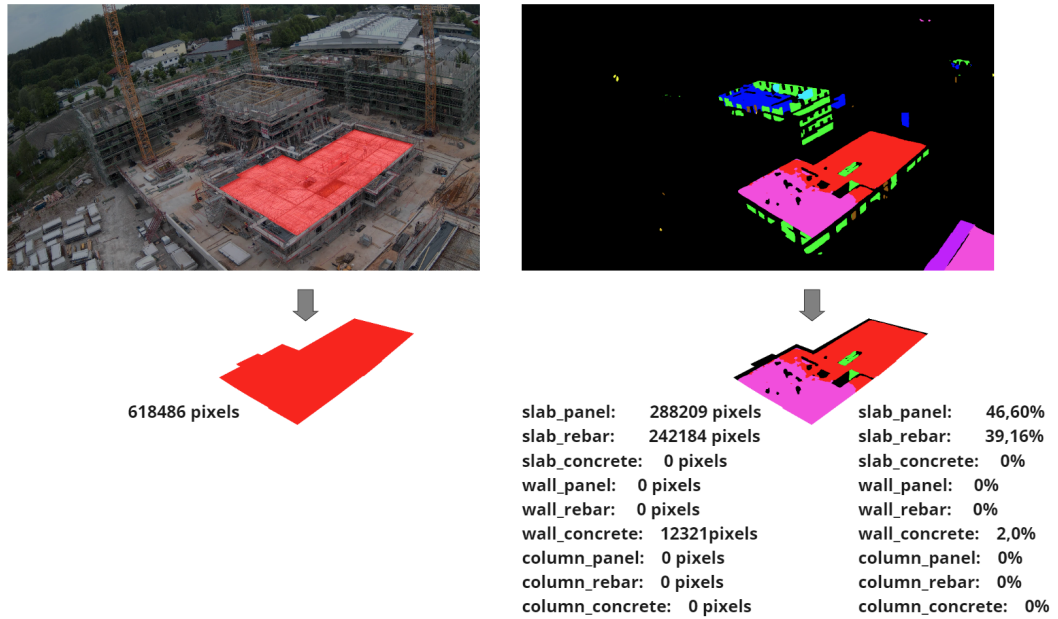 618486 pixels
slab_panel: 288209 pixels
slab_rebar: 242184 pixels
slab_concrete: 0 pixels
wall_panel: 0 pixels
wall_rebar: 0 pixels
wall_concrete: 12321pixels
column_panel: 0 pixels
column_rebar: 0 pixels
column_concrete: 0 pixels
slab_panel: 46,60%
slab_rebar: 39,16%
slab_concrete: 0%
wall_panel: 0%
wall_rebar: 0%
wall_concrete: 2,0%
column_panel: 0%
column_rebar: 0%
column_concrete: 0%